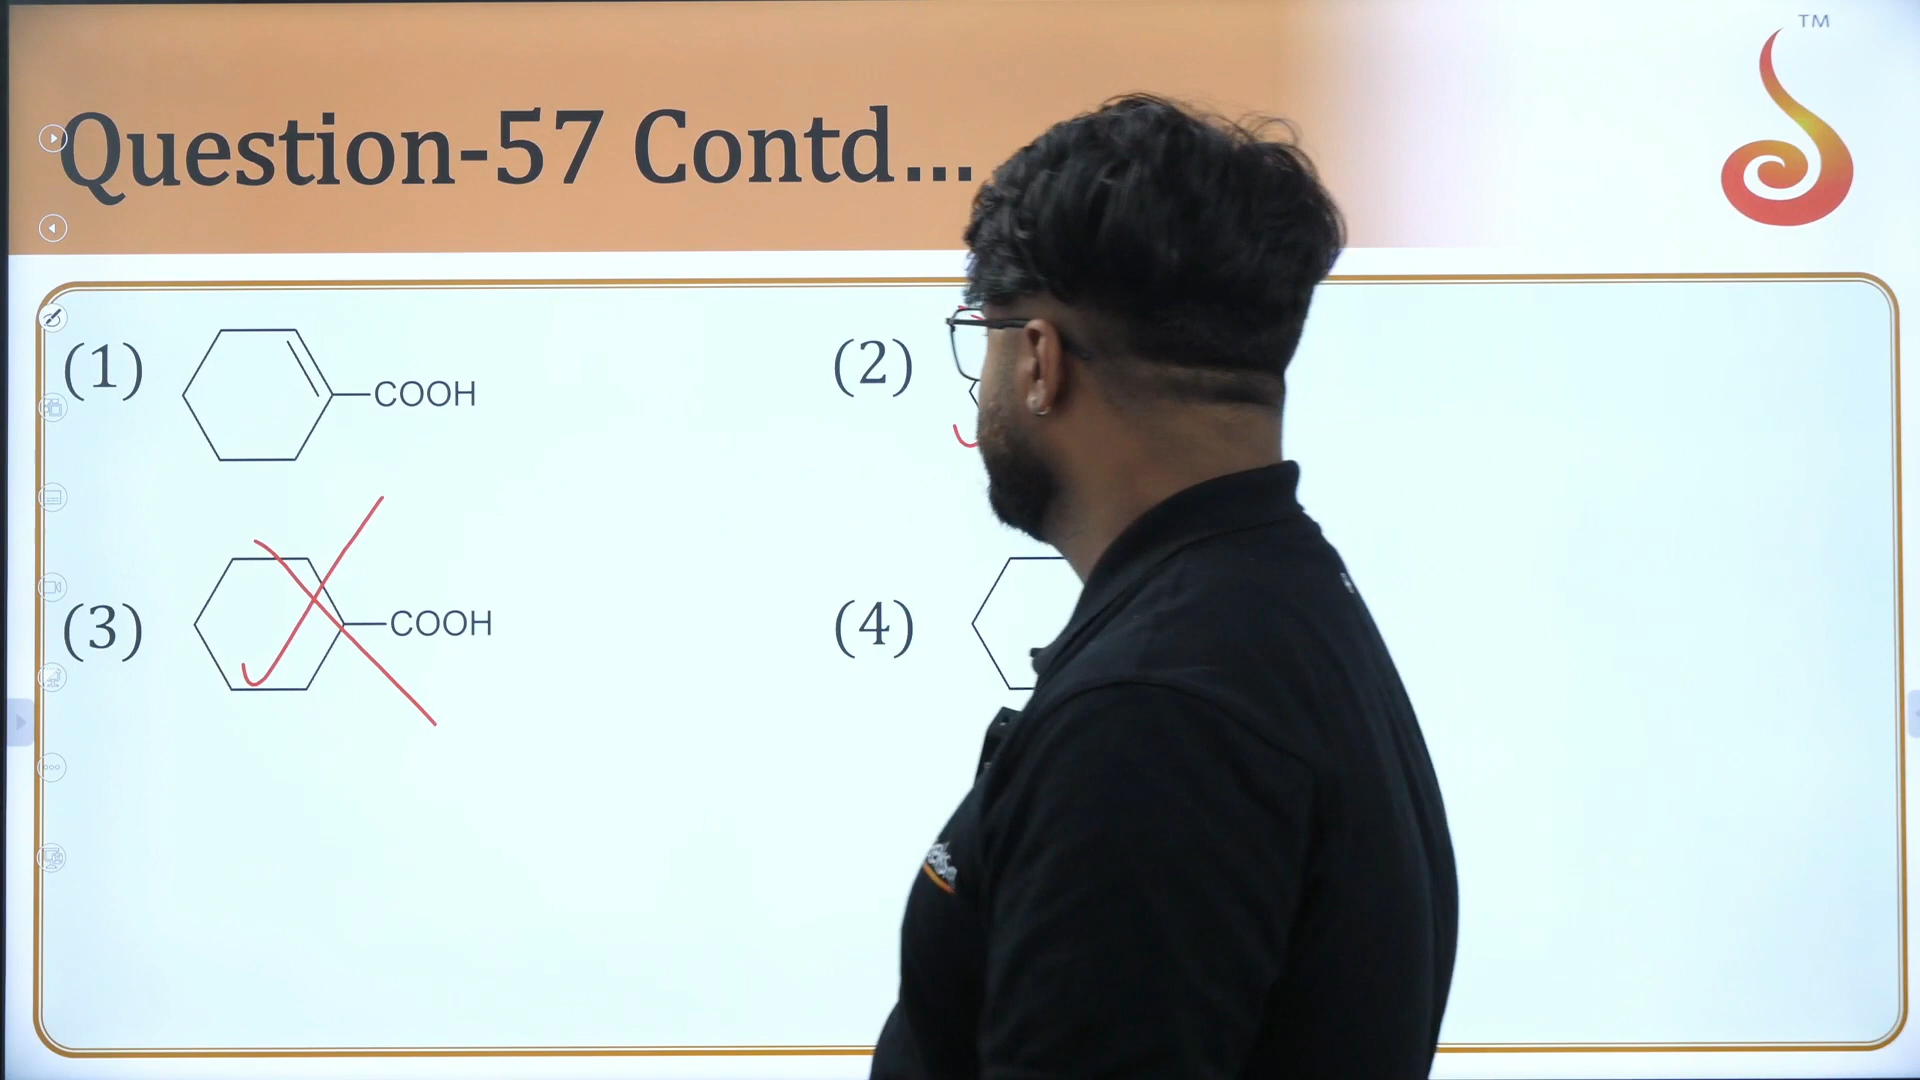 TM
Question-57 Contd...
(1) COOH
(2)
(3) COOH
(4)